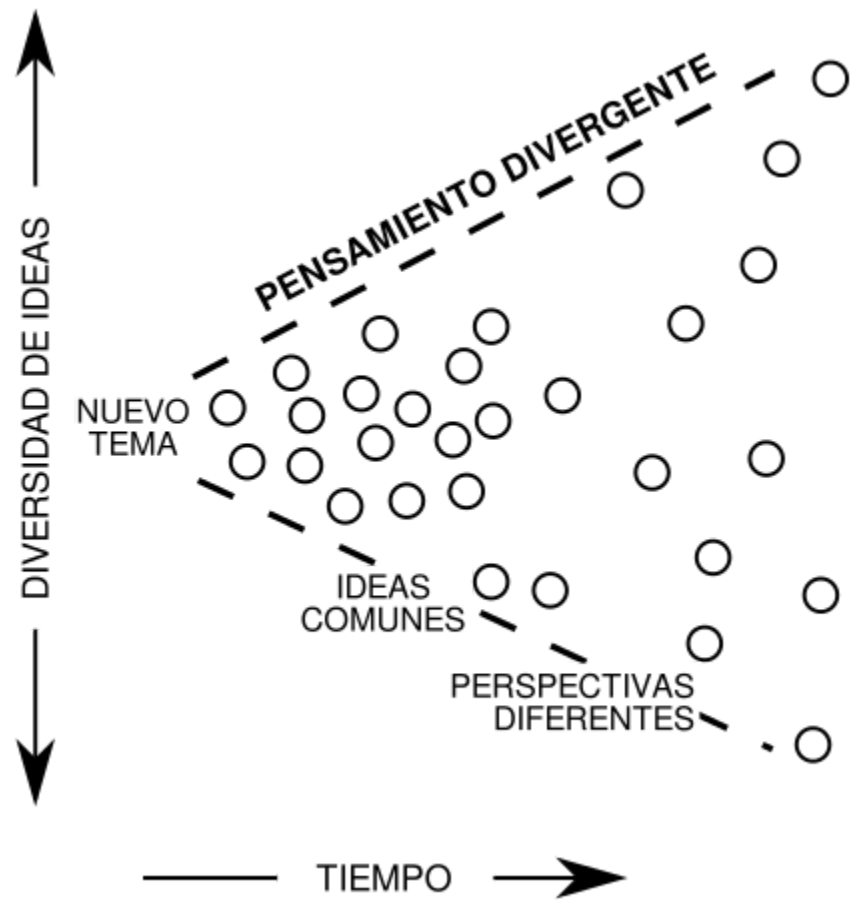 PENSAMIENTO DIVERGENTE
DIVERSIDAD DE IDEAS
NUEVO
TEMA
IDEAS
COMUNES
PERSPECTIVAS
DIFERENTES
TIEMPO